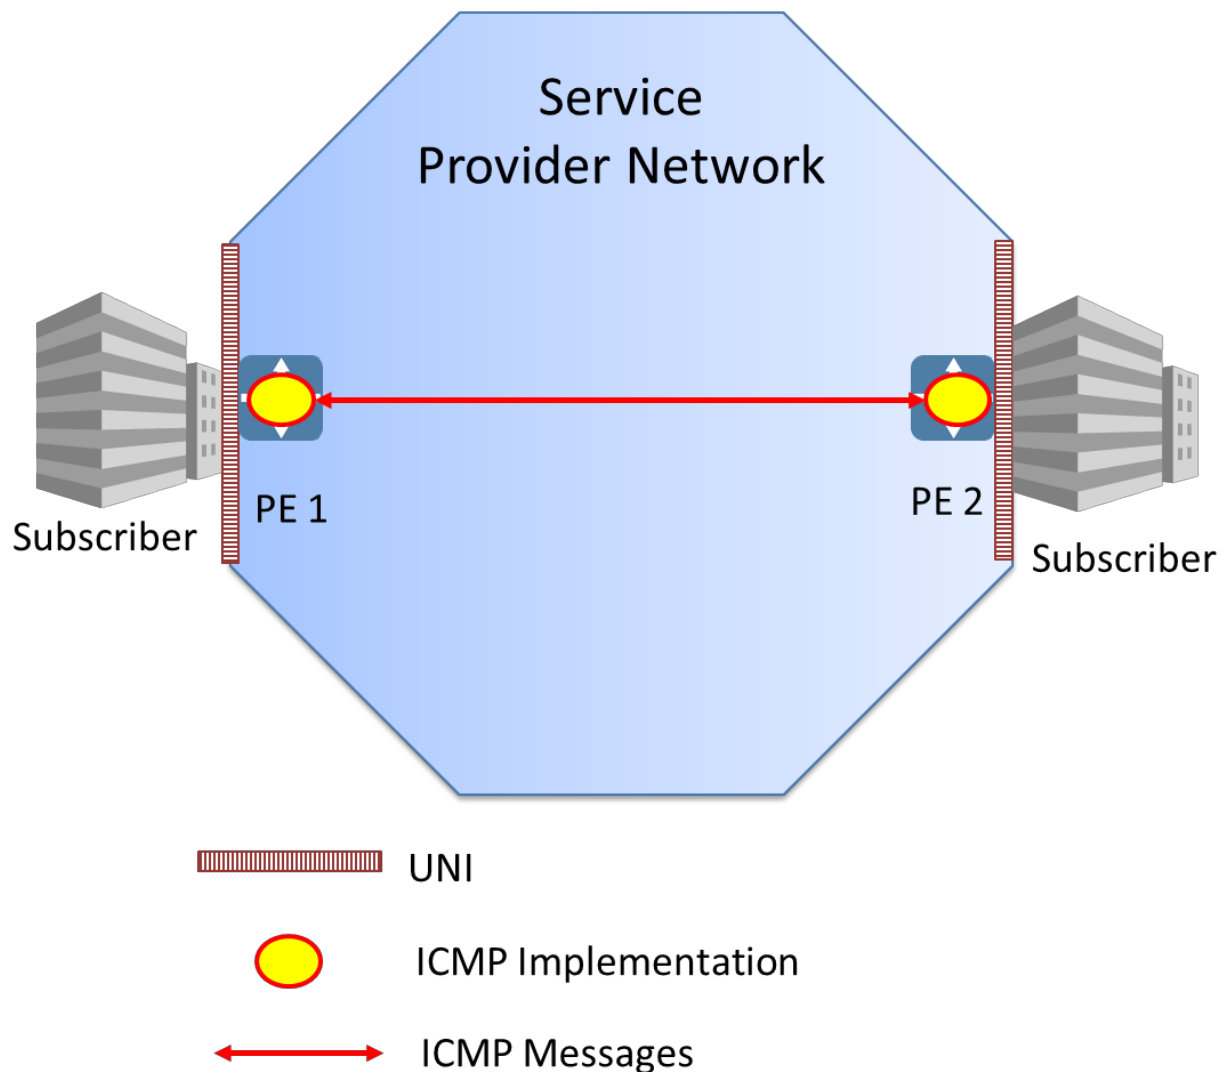 Service
Provider Network
PE 1
PE 2
Subscriber
Subscriber
UNI
ICMP Implementation
ICMP Messages